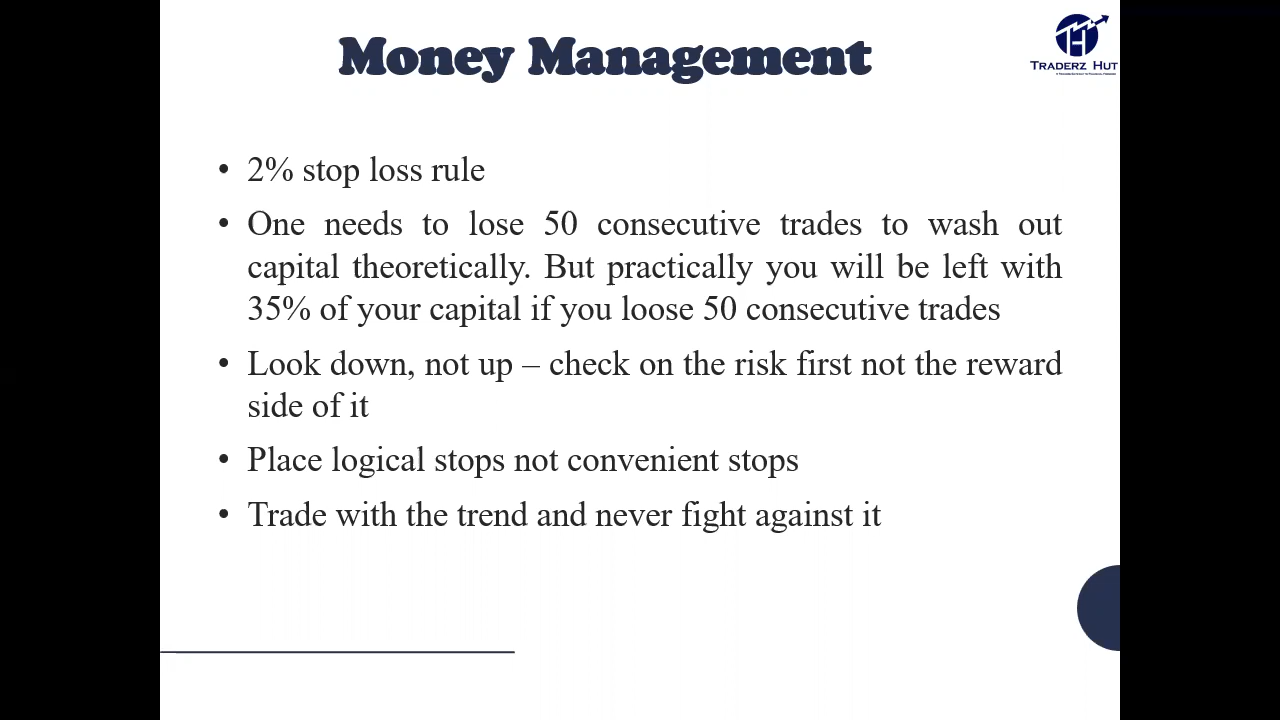 Money Management
TRADERZ HUT
• 2% stop loss rule
• One needs to lose 50 consecutive trades to wash out
capital theoretically. But practically you will be left with
35% of your capital if you loose 50 consecutive trades
• Look down, not up – check on the risk first not the reward
side of it
• Place logical stops not convenient stops
• Trade with the trend and never fight against it